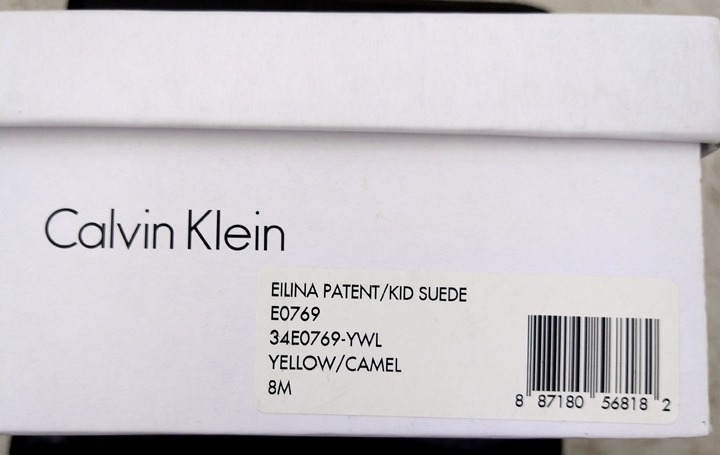 Calvin Klein
EILINA PATENT/KID SUEDE
E0769
34E0769-YWL
YELLOW/CAMEL
8M
8 87180 56818 2